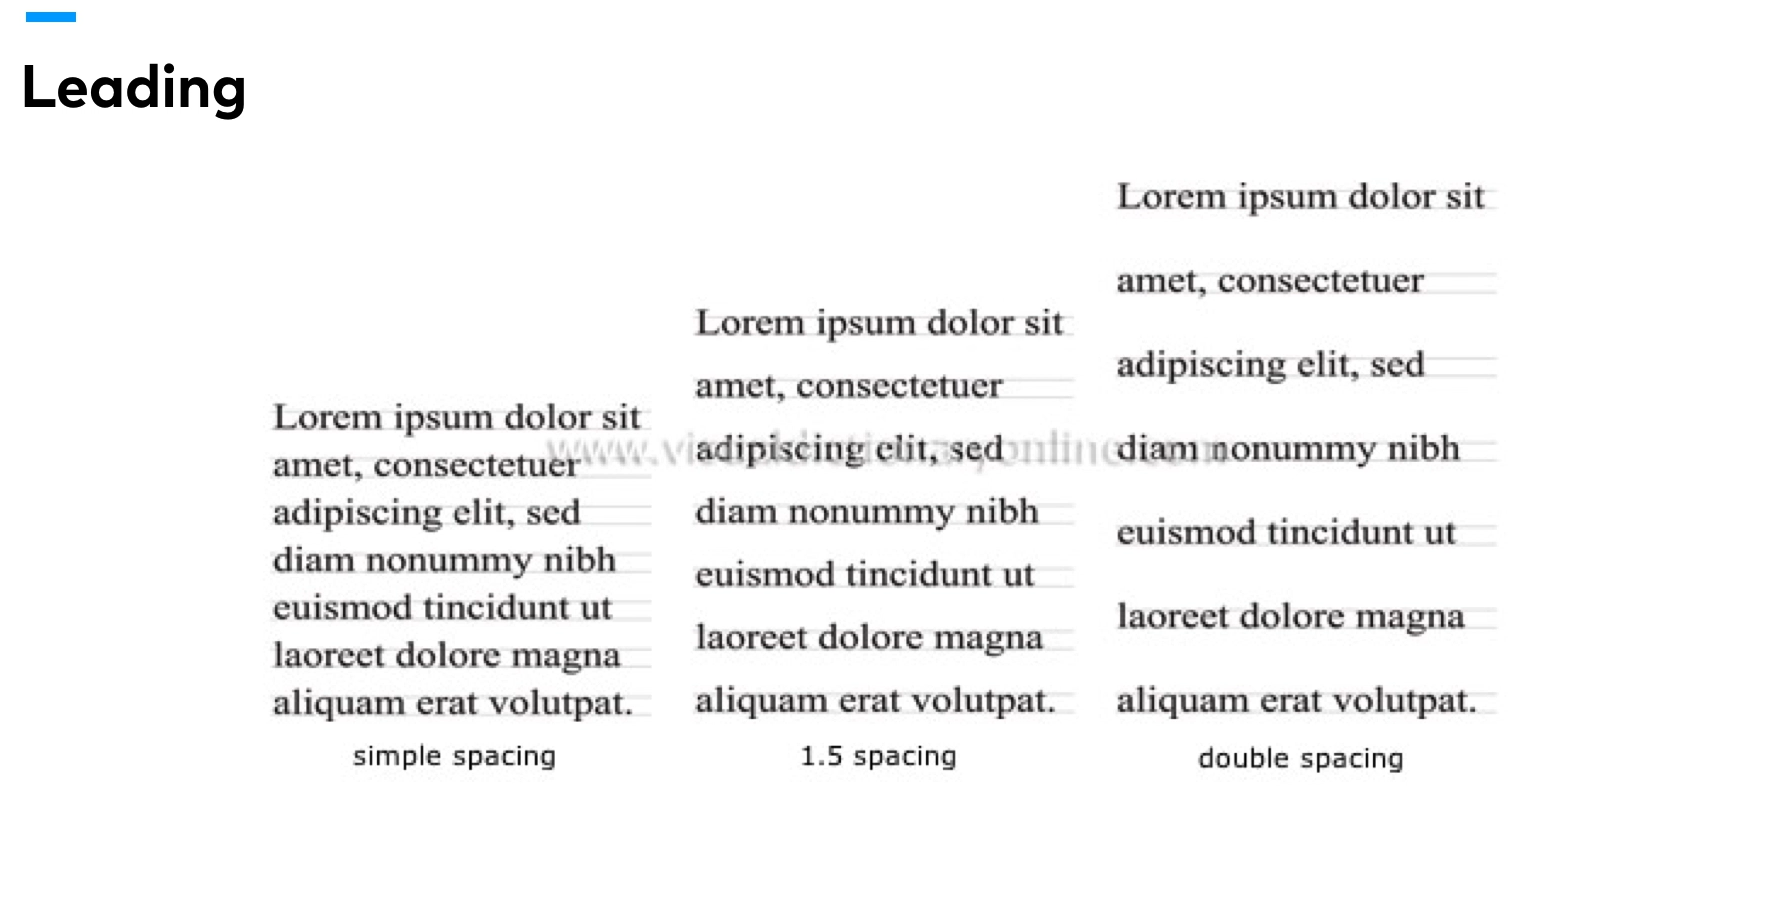 Leading
Lorem ipsum dolor sit
amet, consectetuer
adipiscing elit, sed
diam nonummy nibh
euismod tincidunt ut
laoreet dolore magna
aliquam erat volutpat.
simple spacing
Lorem ipsum dolor sit
amet, consectetuer
adipiscing elit, sed
diam nonummy nibh
euismod tincidunt ut
laoreet dolore magna
aliquam erat volutpat.
1.5 spacing
Lorem ipsum dolor sit
amet, consectetuer
adipiscing elit, sed
diam nonummy nibh
euismod tincidunt ut
laoreet dolore magna
aliquam erat volutpat.
double spacing